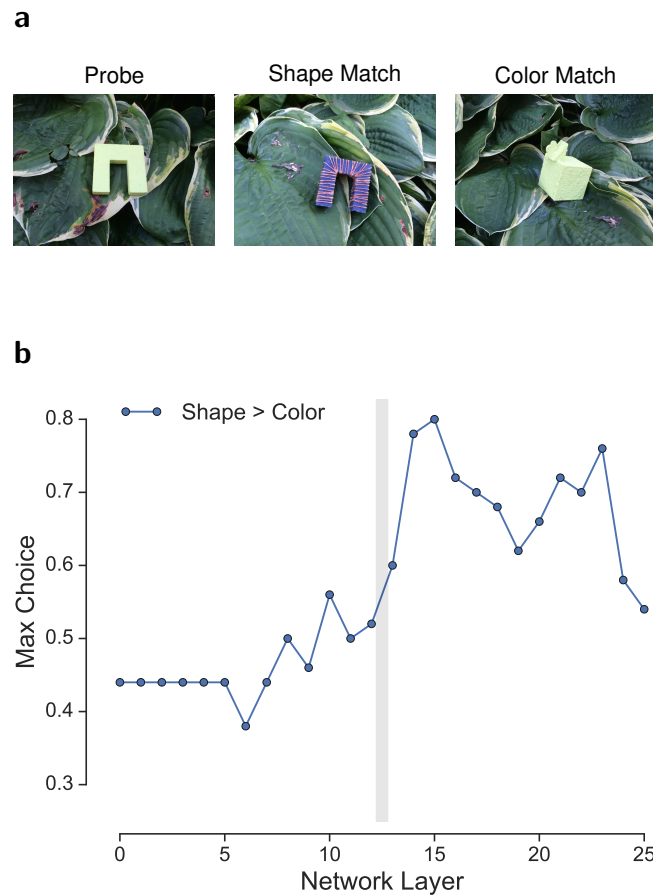 a
Probe
Shape Match
Color Match
b
Shape > Color
Max Choice
0.8
0.7
0.6
0.5
0.4
0.3
0
5
10
15
20
25
Network Layer